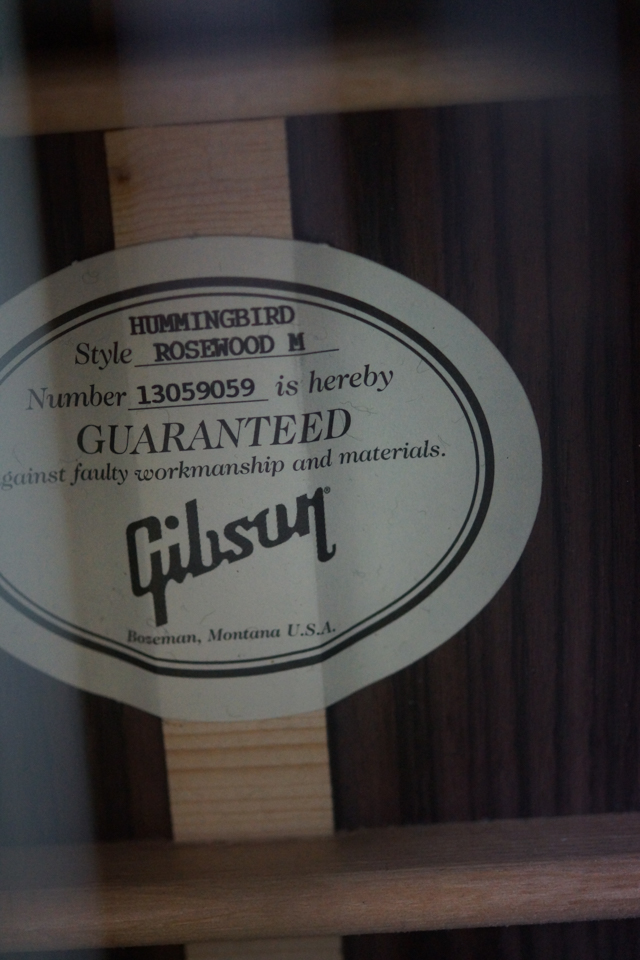 HUMMINGBIRD
Style ROSEWOOD M
Number 13059059 is hereby
GUARANTEED
gainst faulty workmanship and materials.
Gibson
Bozeman, Montana U.S.A.